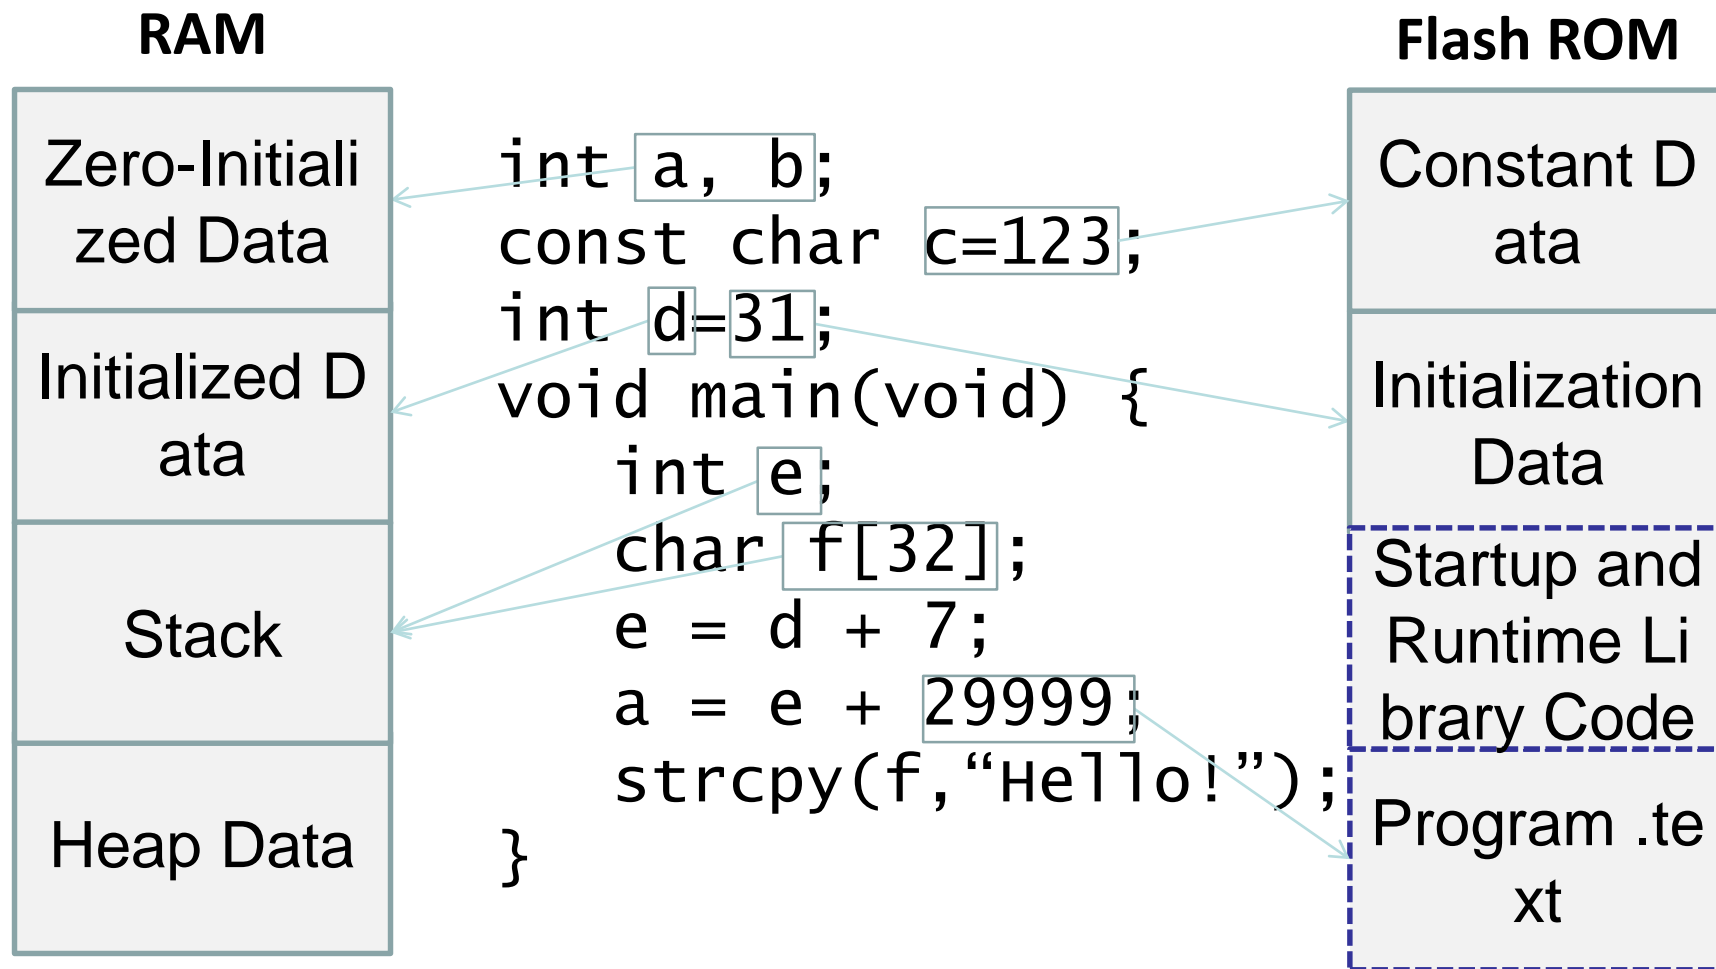 RAM
Zero-Initiali
zed Data
Initialized D
ata
Stack
Heap Data
int a, b;
const char c=123;
int d=31;
void main(void) {
int e;
char f[32];
e = d + 7;
a = e + 29999;
strcpy(f,“Hello!”);
}
Flash ROM
Constant D
ata
Initialization
Data
Startup and
Runtime Li
brary Code
Program .te
xt